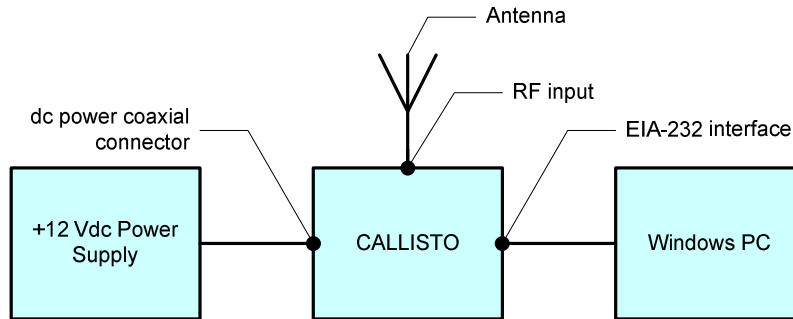 Antenna
RF input
dc power coaxial
connector
EIA-232 interface
+12 Vdc Power
Supply
CALLISTO
Windows PC